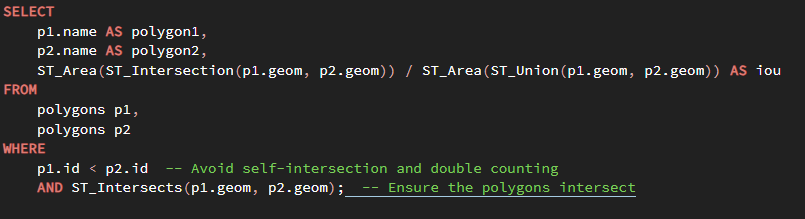 SELECT
    p1.name AS polygon1,
    p2.name AS polygon2,
    ST_Area(ST_Intersection(p1.geom, p2.geom)) / ST_Area(ST_Union(p1.geom, p2.geom)) AS iou
FROM
    polygons p1,
    polygons p2
WHERE
    p1.id < p2.id  -- Avoid self-intersection and double counting
    AND ST_Intersects(p1.geom, p2.geom);  -- Ensure the polygons intersect